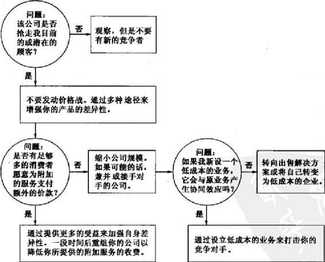 问题：
该公司是否
抢走我目前
的或潜在的
顾客?
否
观察，但是不要
有新的竞争者
是
不要发动价格战。通过多种途径来
增强你的产品的差异性。
问题：
是否有足够
多的消费者
愿意为附加
的服务支付
额外的价款?
否
缩小公司规模。
如果可能的话，
兼并或接手对
手的公司。
问题：
如果我新设一个
低成本的业务，
它会与原业务产
生协同效应吗?
否
转向出售解决方
案或将自己转变
为低成本的企业。
是
是
通过提供更多的受益来加强自身差
异性。一段时间后重组你的公司以
降低你所提供的附加服务的收费。
通过设立低成本的业务来打击你的
竞争对手。